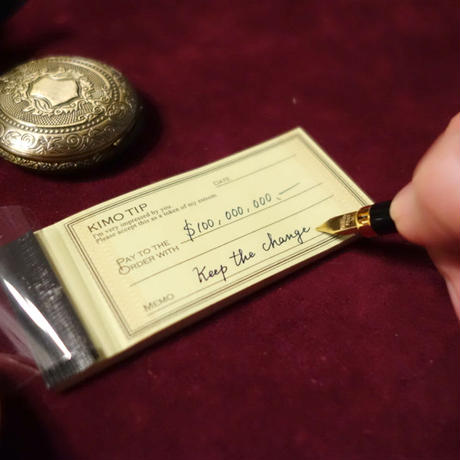 DATE
KIMO TIP
I'm very impressed by you.
Please accept this as a token of my esteem.
PAY TO THE
ORDER WITH
$100,000,000.—
Keep the change
MEMO